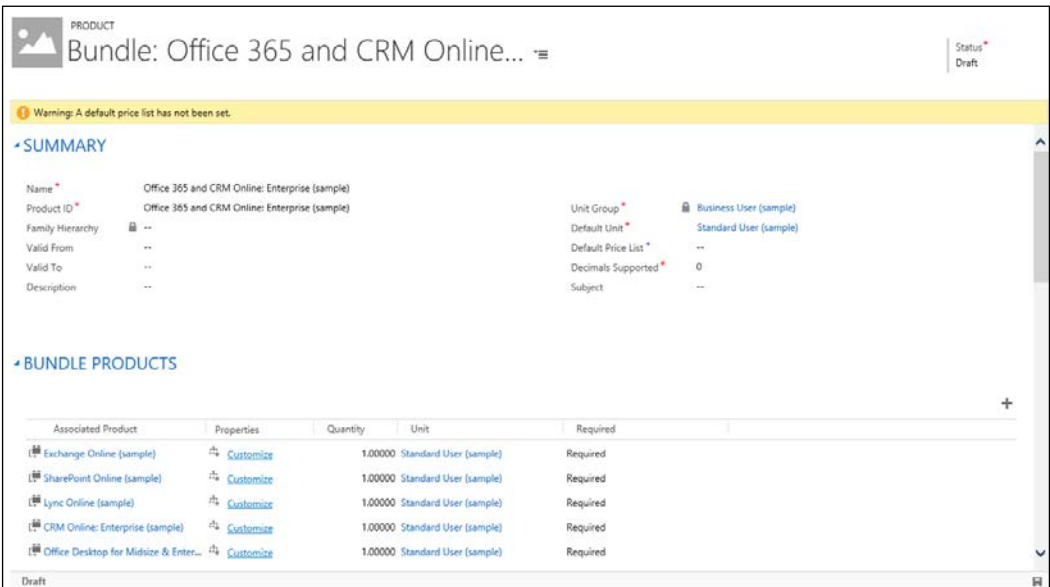 PRODUCT
Bundle: Office 365 and CRM Online...
Status*
Draft
Warning: A default price list has not been set.
SUMMARY
Name* Office 365 and CRM Online: Enterprise (sample)
Product ID* Office 365 and CRM Online: Enterprise (sample) Unit Group* Business User (sample)
Family Hierarchy -- Default Unit* Standard User (sample)
Valid From -- Default Price List* --
Valid To -- Decimals Supported* 0
Description -- Subject --
BUNDLE PRODUCTS
+
Associated Product Properties Quantity Unit Required
Exchange Online (sample) Customize 1.00000 Standard User (sample) Required
SharePoint Online (sample) Customize 1.00000 Standard User (sample) Required
Lync Online (sample) Customize 1.00000 Standard User (sample) Required
CRM Online: Enterprise (sample) Customize 1.00000 Standard User (sample) Required
Office Desktop for Midsize & Enter... Customize 1.00000 Standard User (sample) Required
Draft